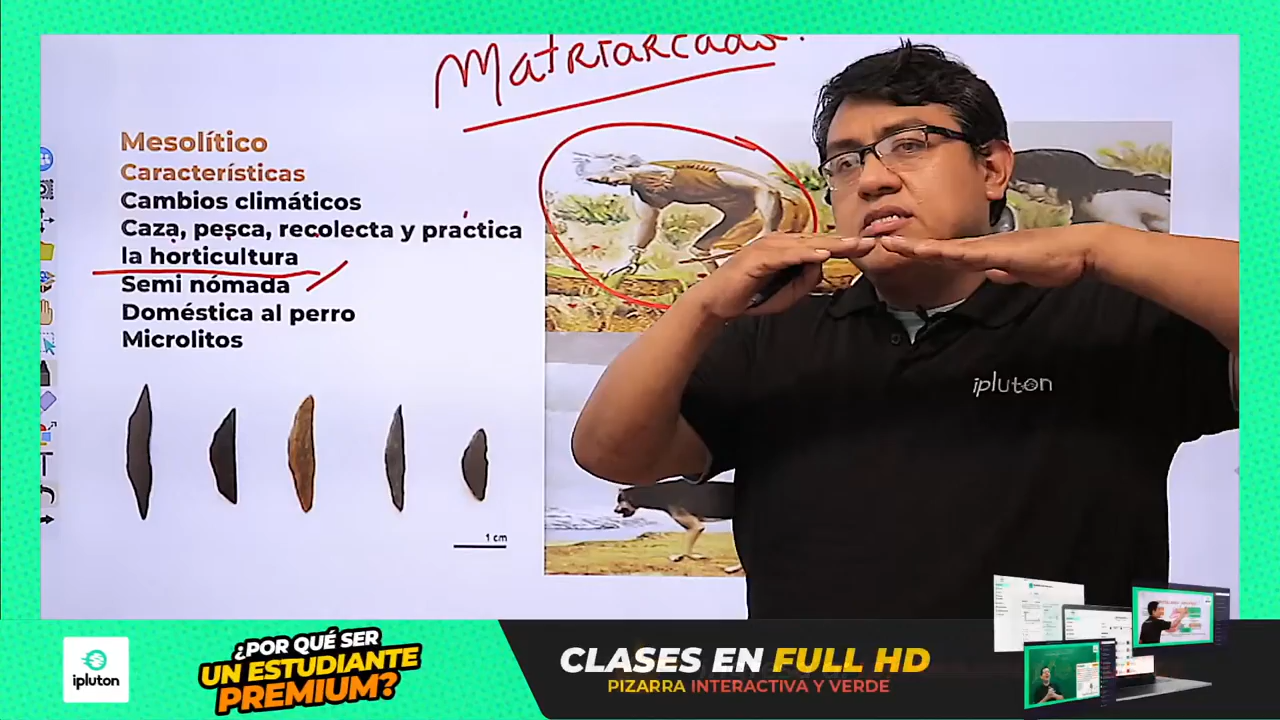 Matriarcado.
Mesolítico
Características
Cambios climáticos
Caza, pesca, recolecta y práctica
la horticultura
Semi nómada
Doméstica al perro
Microlitos
1 cm
ipluton
ipluton
¿POR QUÉ SER
UN ESTUDIANTE
PREMIUM?
CLASES EN FULL HD
PIZARRA INTERACTIVA Y VERDE